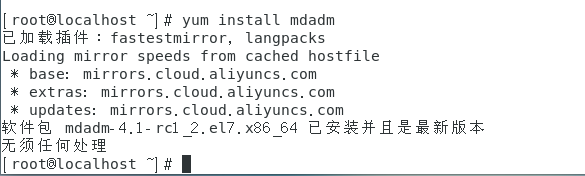 [root@localhost ~]# yum install mdadm
已加载插件：fastestmirror, langpacks
Loading mirror speeds from cached hostfile
 * base: mirrors.cloud.aliyuncs.com
 * extras: mirrors.cloud.aliyuncs.com
 * updates: mirrors.cloud.aliyuncs.com
软件包 mdadm-4.1-rc1_2.el7.x86_64 已安装并且是最新版本
无须任何处理
[root@localhost ~]#